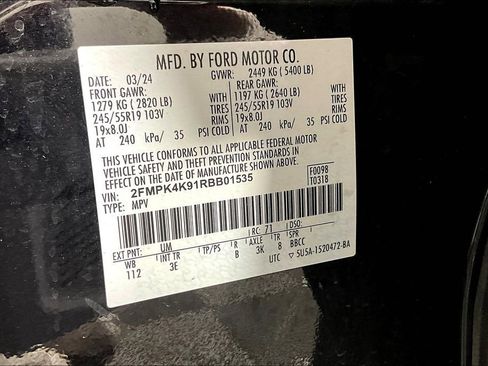 MFD. BY FORD MOTOR CO.
DATE: 03/24 GVWR: 2449 KG ( 5400 LB)
FRONT GAWR: REAR GAWR:
1279 KG ( 2820 LB) 1197 KG ( 2640 LB)
245/55R19 103V TIRES 245/55R19 103V TIRES
19x8.0J RIMS 19x8.0J RIMS
AT 240 kPa/ 35 PSI COLD AT 240 kPa/ 35 PSI COLD
THIS VEHICLE CONFORMS TO ALL APPLICABLE FEDERAL MOTOR
VEHICLE SAFETY AND THEFT PREVENTION STANDARDS IN
EFFECT ON THE DATE OF MANUFACTURE SHOWN ABOVE.
VIN: 2FMPK4K91RBB01535 F0098
TYPE: MPV T0318
EXT PNT: UM RC: 71 DSO:
WB INT TR TP/PS R AXLE TR SPR
112 3E B 3K 8 BBCC
UTC ▽ 5U5A-1520472-BA